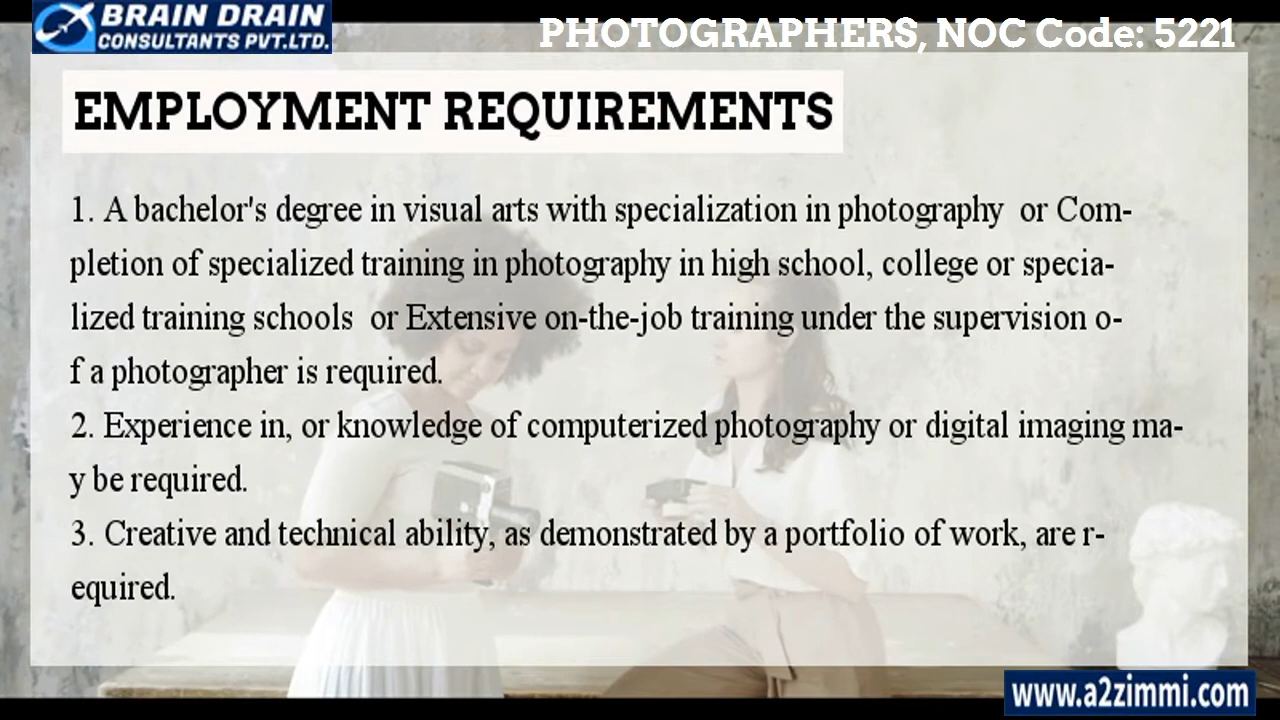 BRAIN DRAIN
CONSULTANTS PVT.LTD.
PHOTOGRAPHERS, NOC Code: 5221
EMPLOYMENT REQUIREMENTS
1. A bachelor's degree in visual arts with specialization in photography  or Com-
pletion of specialized training in photography in high school, college or specia-
lized training schools  or Extensive on-the-job training under the supervision o-
f a photographer is required.
2. Experience in, or knowledge of computerized photography or digital imaging ma-
y be required.
3. Creative and technical ability, as demonstrated by a portfolio of work, are r-
equired.
www.a2zimmi.com